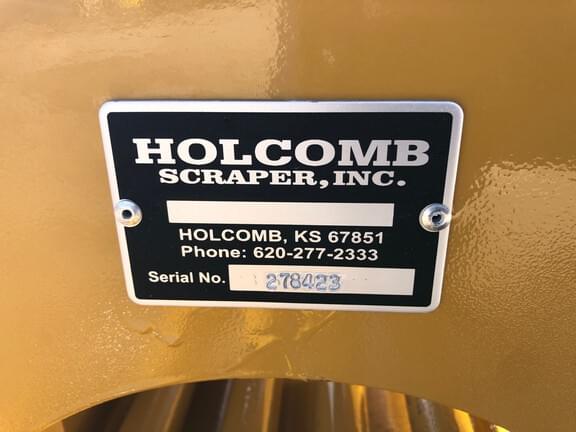 HOLCOMB
SCRAPER, INC.
HOLCOMB, KS 67851
Phone: 620-277-2333
Serial No. 278423